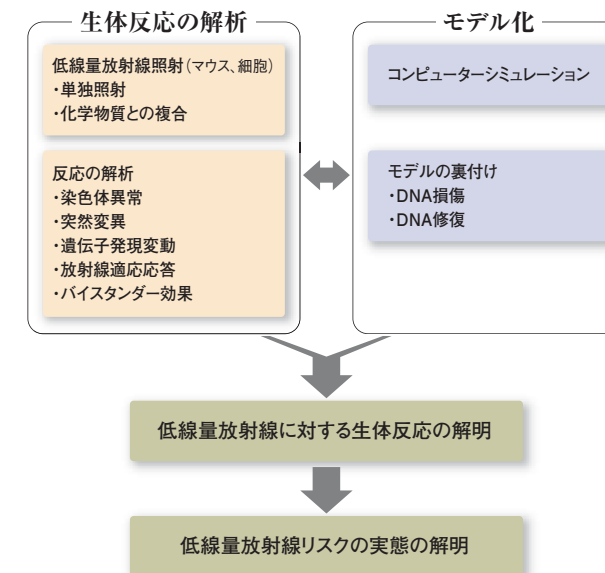 生体反応の解析
低線量放射線照射(マウス、細胞)
・単独照射
・化学物質との複合
反応の解析
・染色体異常
・突然変異
・遺伝子発現変動
・放射線適応応答
・バイスタンダー効果
モデル化
コンピューターシミュレーション
モデルの裏付け
・DNA損傷
・DNA修復
低線量放射線に対する生体反応の解明
低線量放射線リスクの実態の解明